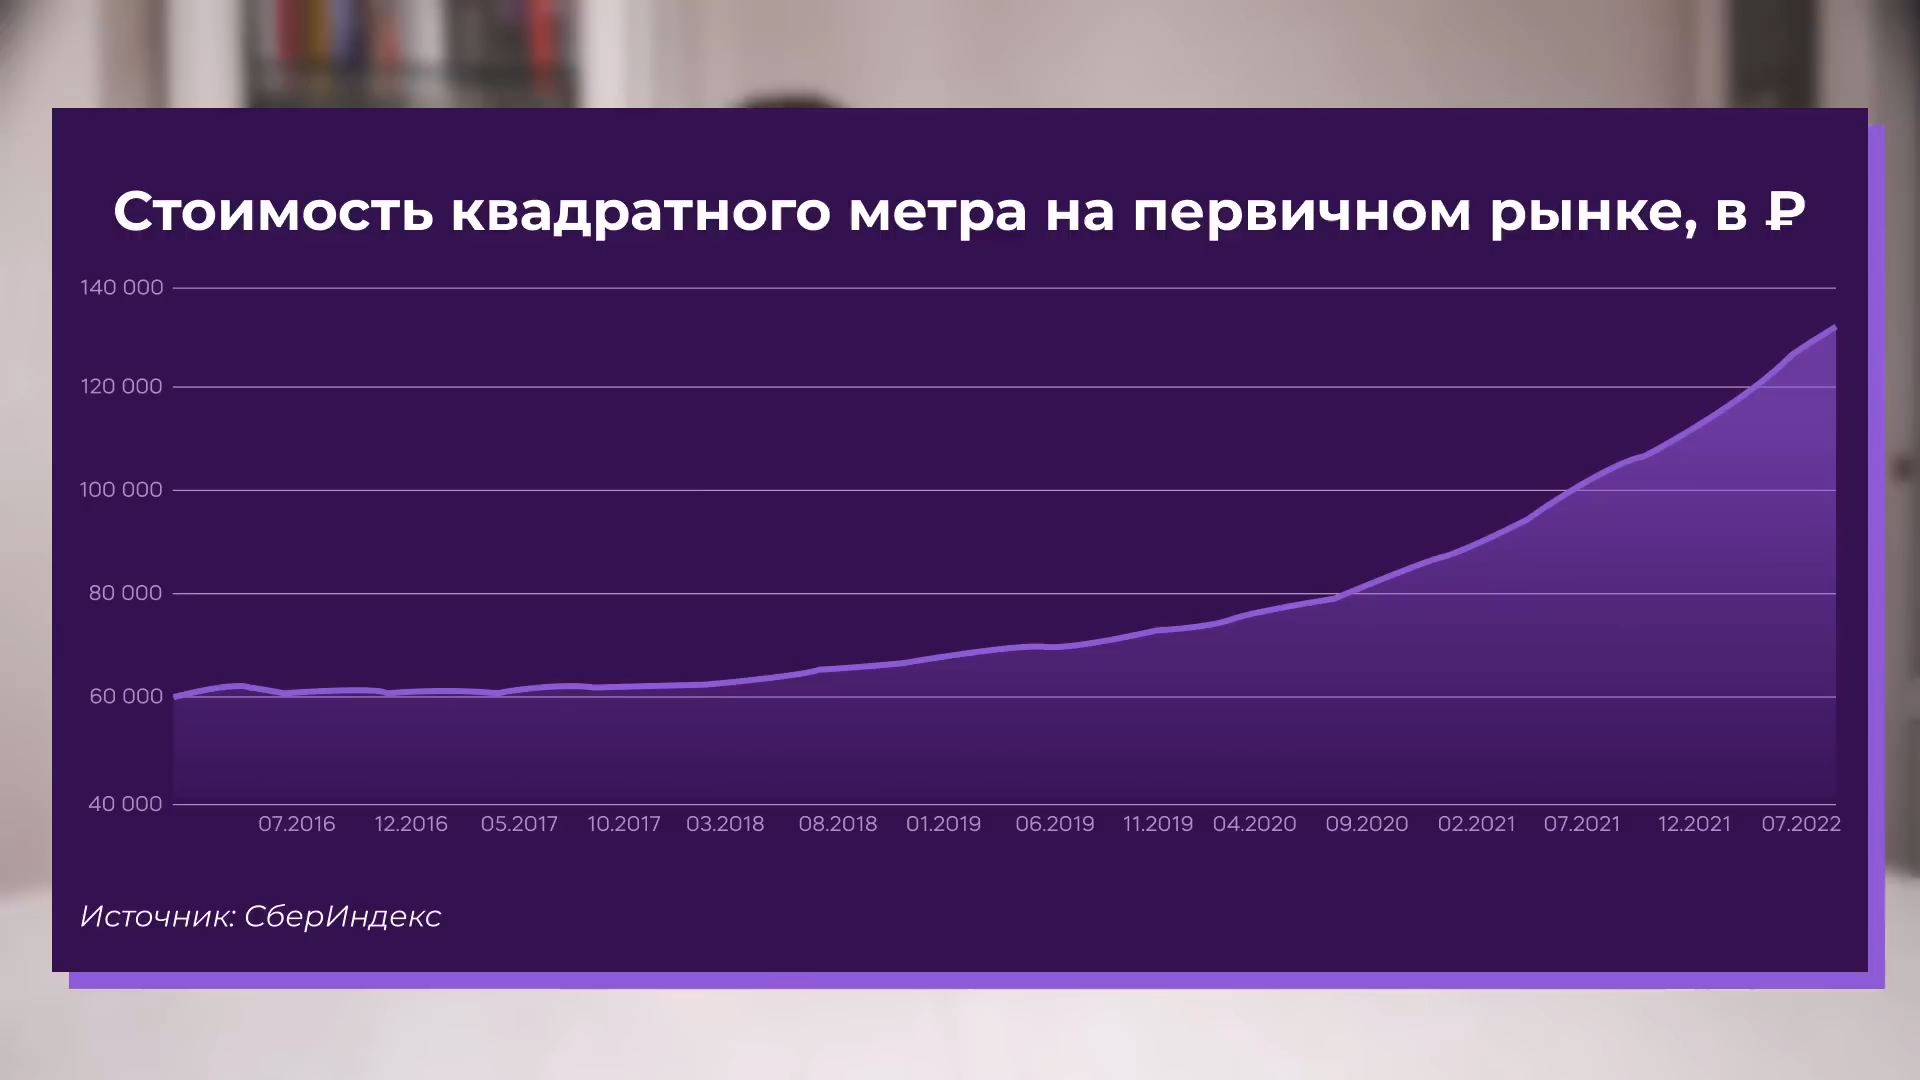 Стоимость квадратного метра на первичном рынке, в ₽
140 000
120 000
100 000
80 000
60 000
40 000
07.2016 12.2016 05.2017 10.2017 03.2018 08.2018 01.2019 06.2019 11.2019 04.2020 09.2020 02.2021 07.2021 12.2021 07.2022
Источник: СберИндекс